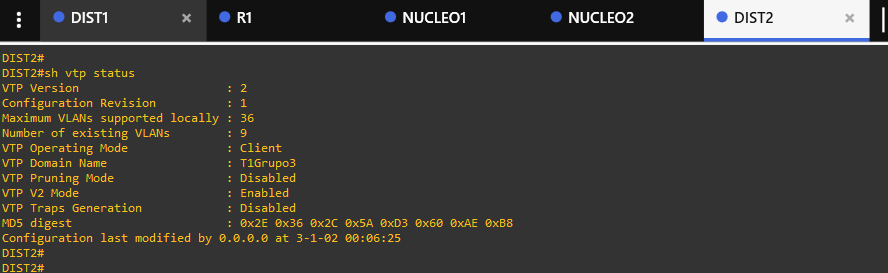 DIST1 × R1 NUCLEO1 NUCLEO2 DIST2 ×
DIST2#
DIST2#sh vtp status
VTP Version : 2
Configuration Revision : 1
Maximum VLANs supported locally : 36
Number of existing VLANs : 9
VTP Operating Mode : Client
VTP Domain Name : T1Grupo3
VTP Pruning Mode : Disabled
VTP V2 Mode : Enabled
VTP Traps Generation : Disabled
MD5 digest : 0x2E 0x36 0x2C 0x5A 0xD3 0x60 0xAE 0xB8
Configuration last modified by 0.0.0.0 at 3-1-02 00:06:25
DIST2#
DIST2#